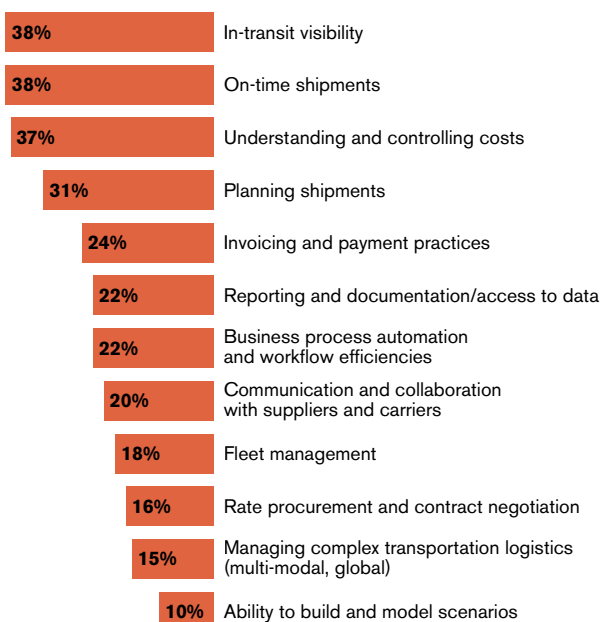 38% In-transit visibility
38% On-time shipments
37% Understanding and controlling costs
31% Planning shipments
24% Invoicing and payment practices
22% Reporting and documentation/access to data
22% Business process automation
and workflow efficiencies
20% Communication and collaboration
with suppliers and carriers
18% Fleet management
16% Rate procurement and contract negotiation
15% Managing complex transportation logistics
(multi-modal, global)
10% Ability to build and model scenarios